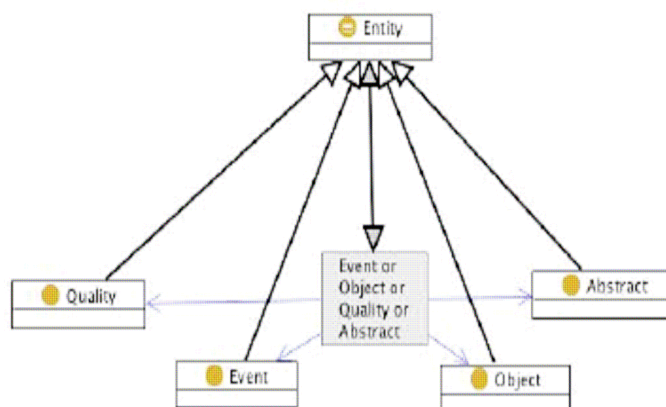 Entity
Event or
Object or
Quality or
Abstract
Quality
Abstract
Event
Object